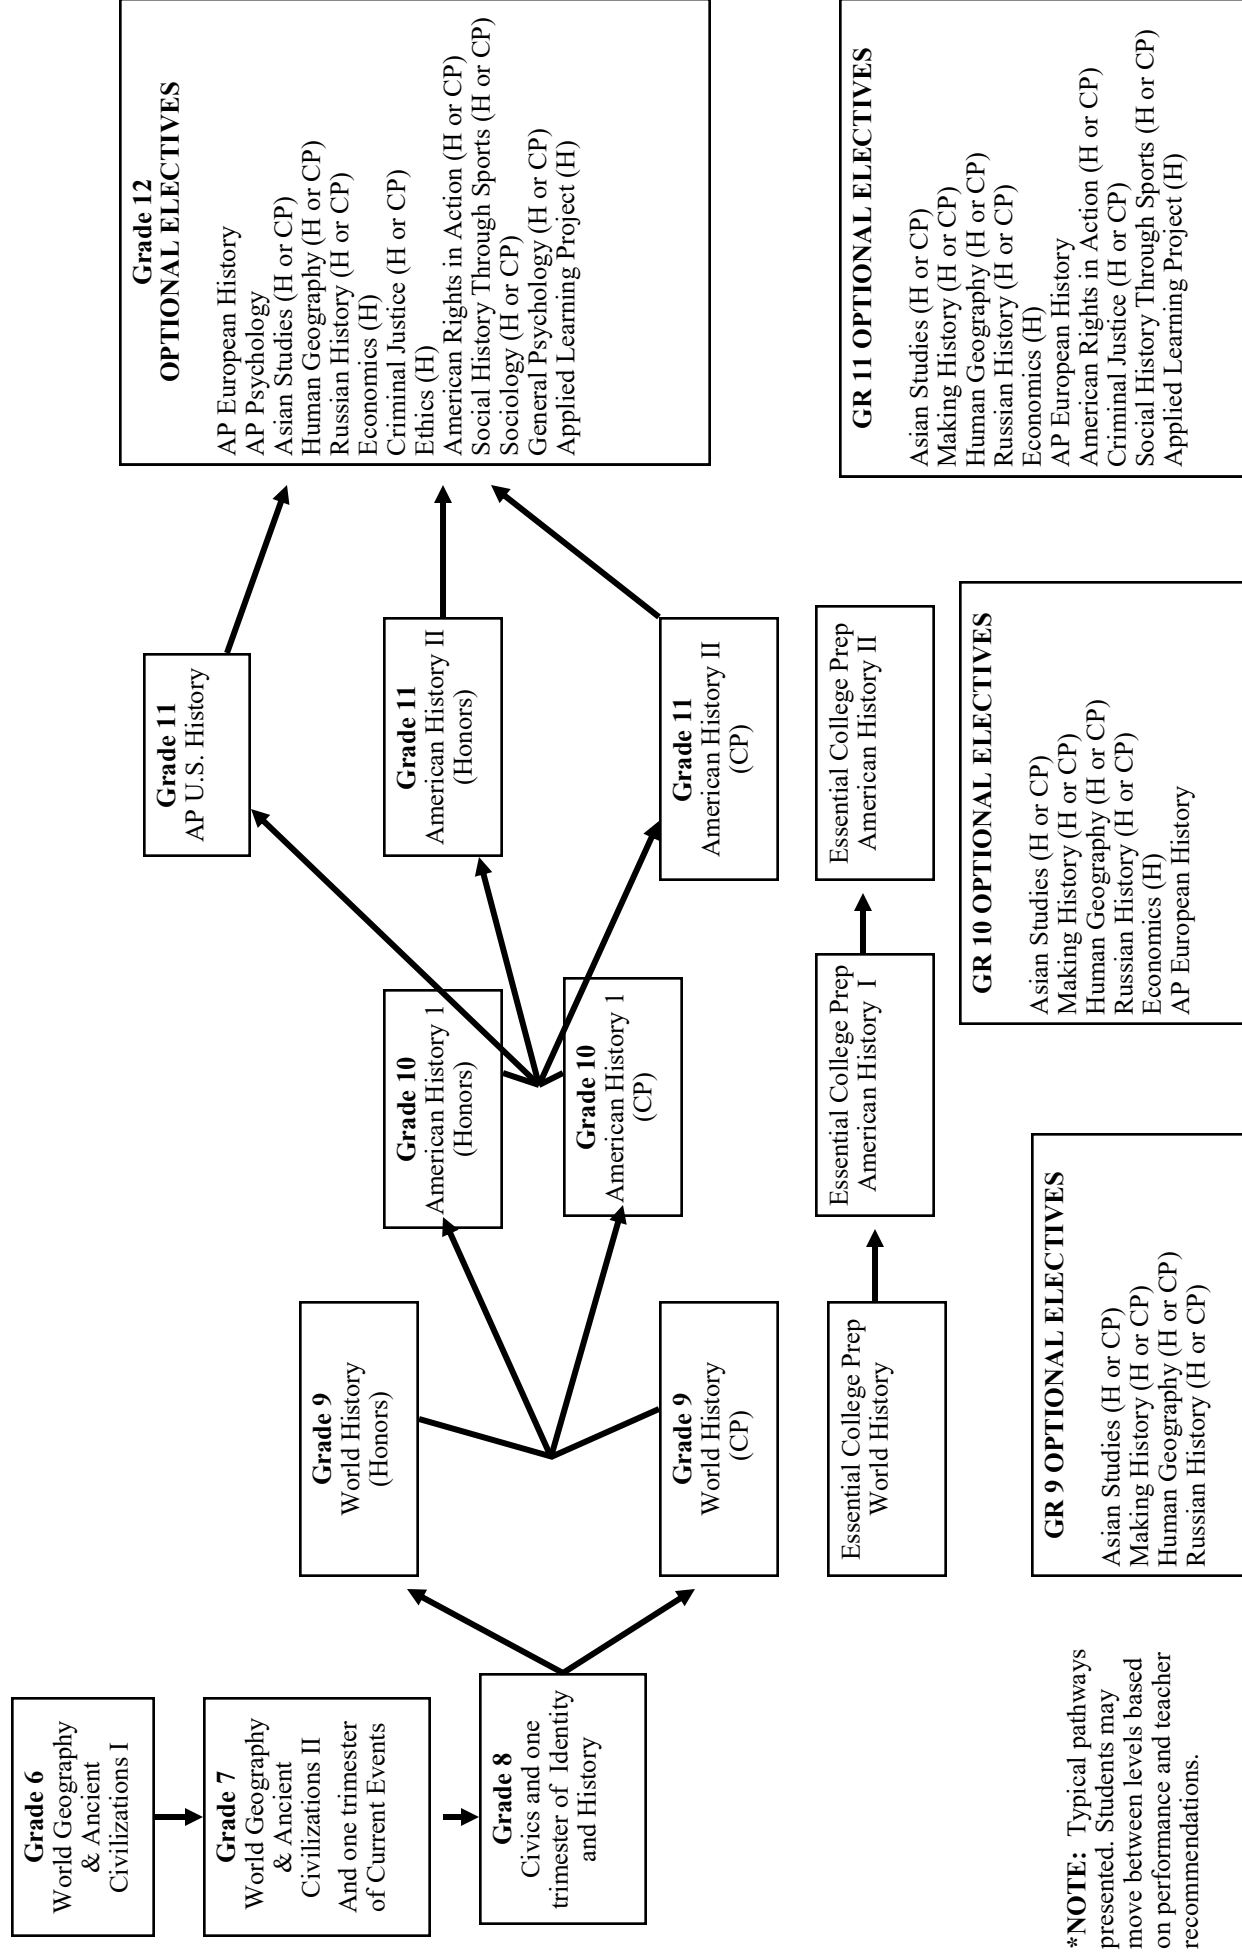 Grade 6
World Geography
& Ancient
Civilizations I
Grade 7
World Geography
& Ancient
Civilizations II
And one trimester
of Current Events
Grade 8
Civics and one
trimester of Identity
and History
Grade 9
World History
(Honors)
Grade 9
World History
(CP)
Essential College Prep
World History
Grade 10
American History 1
(Honors)
Grade 10
American History 1
(CP)
Essential College Prep
American History I
Grade 11
AP U.S. History
Grade 11
American History II
(Honors)
Grade 11
American History II
(CP)
Essential College Prep
American History II
Grade 12
OPTIONAL ELECTIVES
AP European History
AP Psychology
Asian Studies (H or CP)
Human Geography (H or CP)
Russian History (H or CP)
Economics (H)
Criminal Justice (H or CP)
Ethics (H)
American Rights in Action (H or CP)
Social History Through Sports (H or CP)
Sociology (H or CP)
General Psychology (H or CP)
Applied Learning Project (H)
*NOTE: Typical pathways
presented. Students may
move between levels based
on performance and teacher
recommendations.
GR 9 OPTIONAL ELECTIVES
Asian Studies (H or CP)
Making History (H or CP)
Human Geography (H or CP)
Russian History (H or CP)
GR 10 OPTIONAL ELECTIVES
Asian Studies (H or CP)
Making History (H or CP)
Human Geography (H or CP)
Russian History (H or CP)
Economics (H)
AP European History
GR 11 OPTIONAL ELECTIVES
Asian Studies (H or CP)
Making History (H or CP)
Human Geography (H or CP)
Russian History (H or CP)
Economics (H)
AP European History
American Rights in Action (H or CP)
Criminal Justice (H or CP)
Social History Through Sports (H or CP)
Applied Learning Project (H)